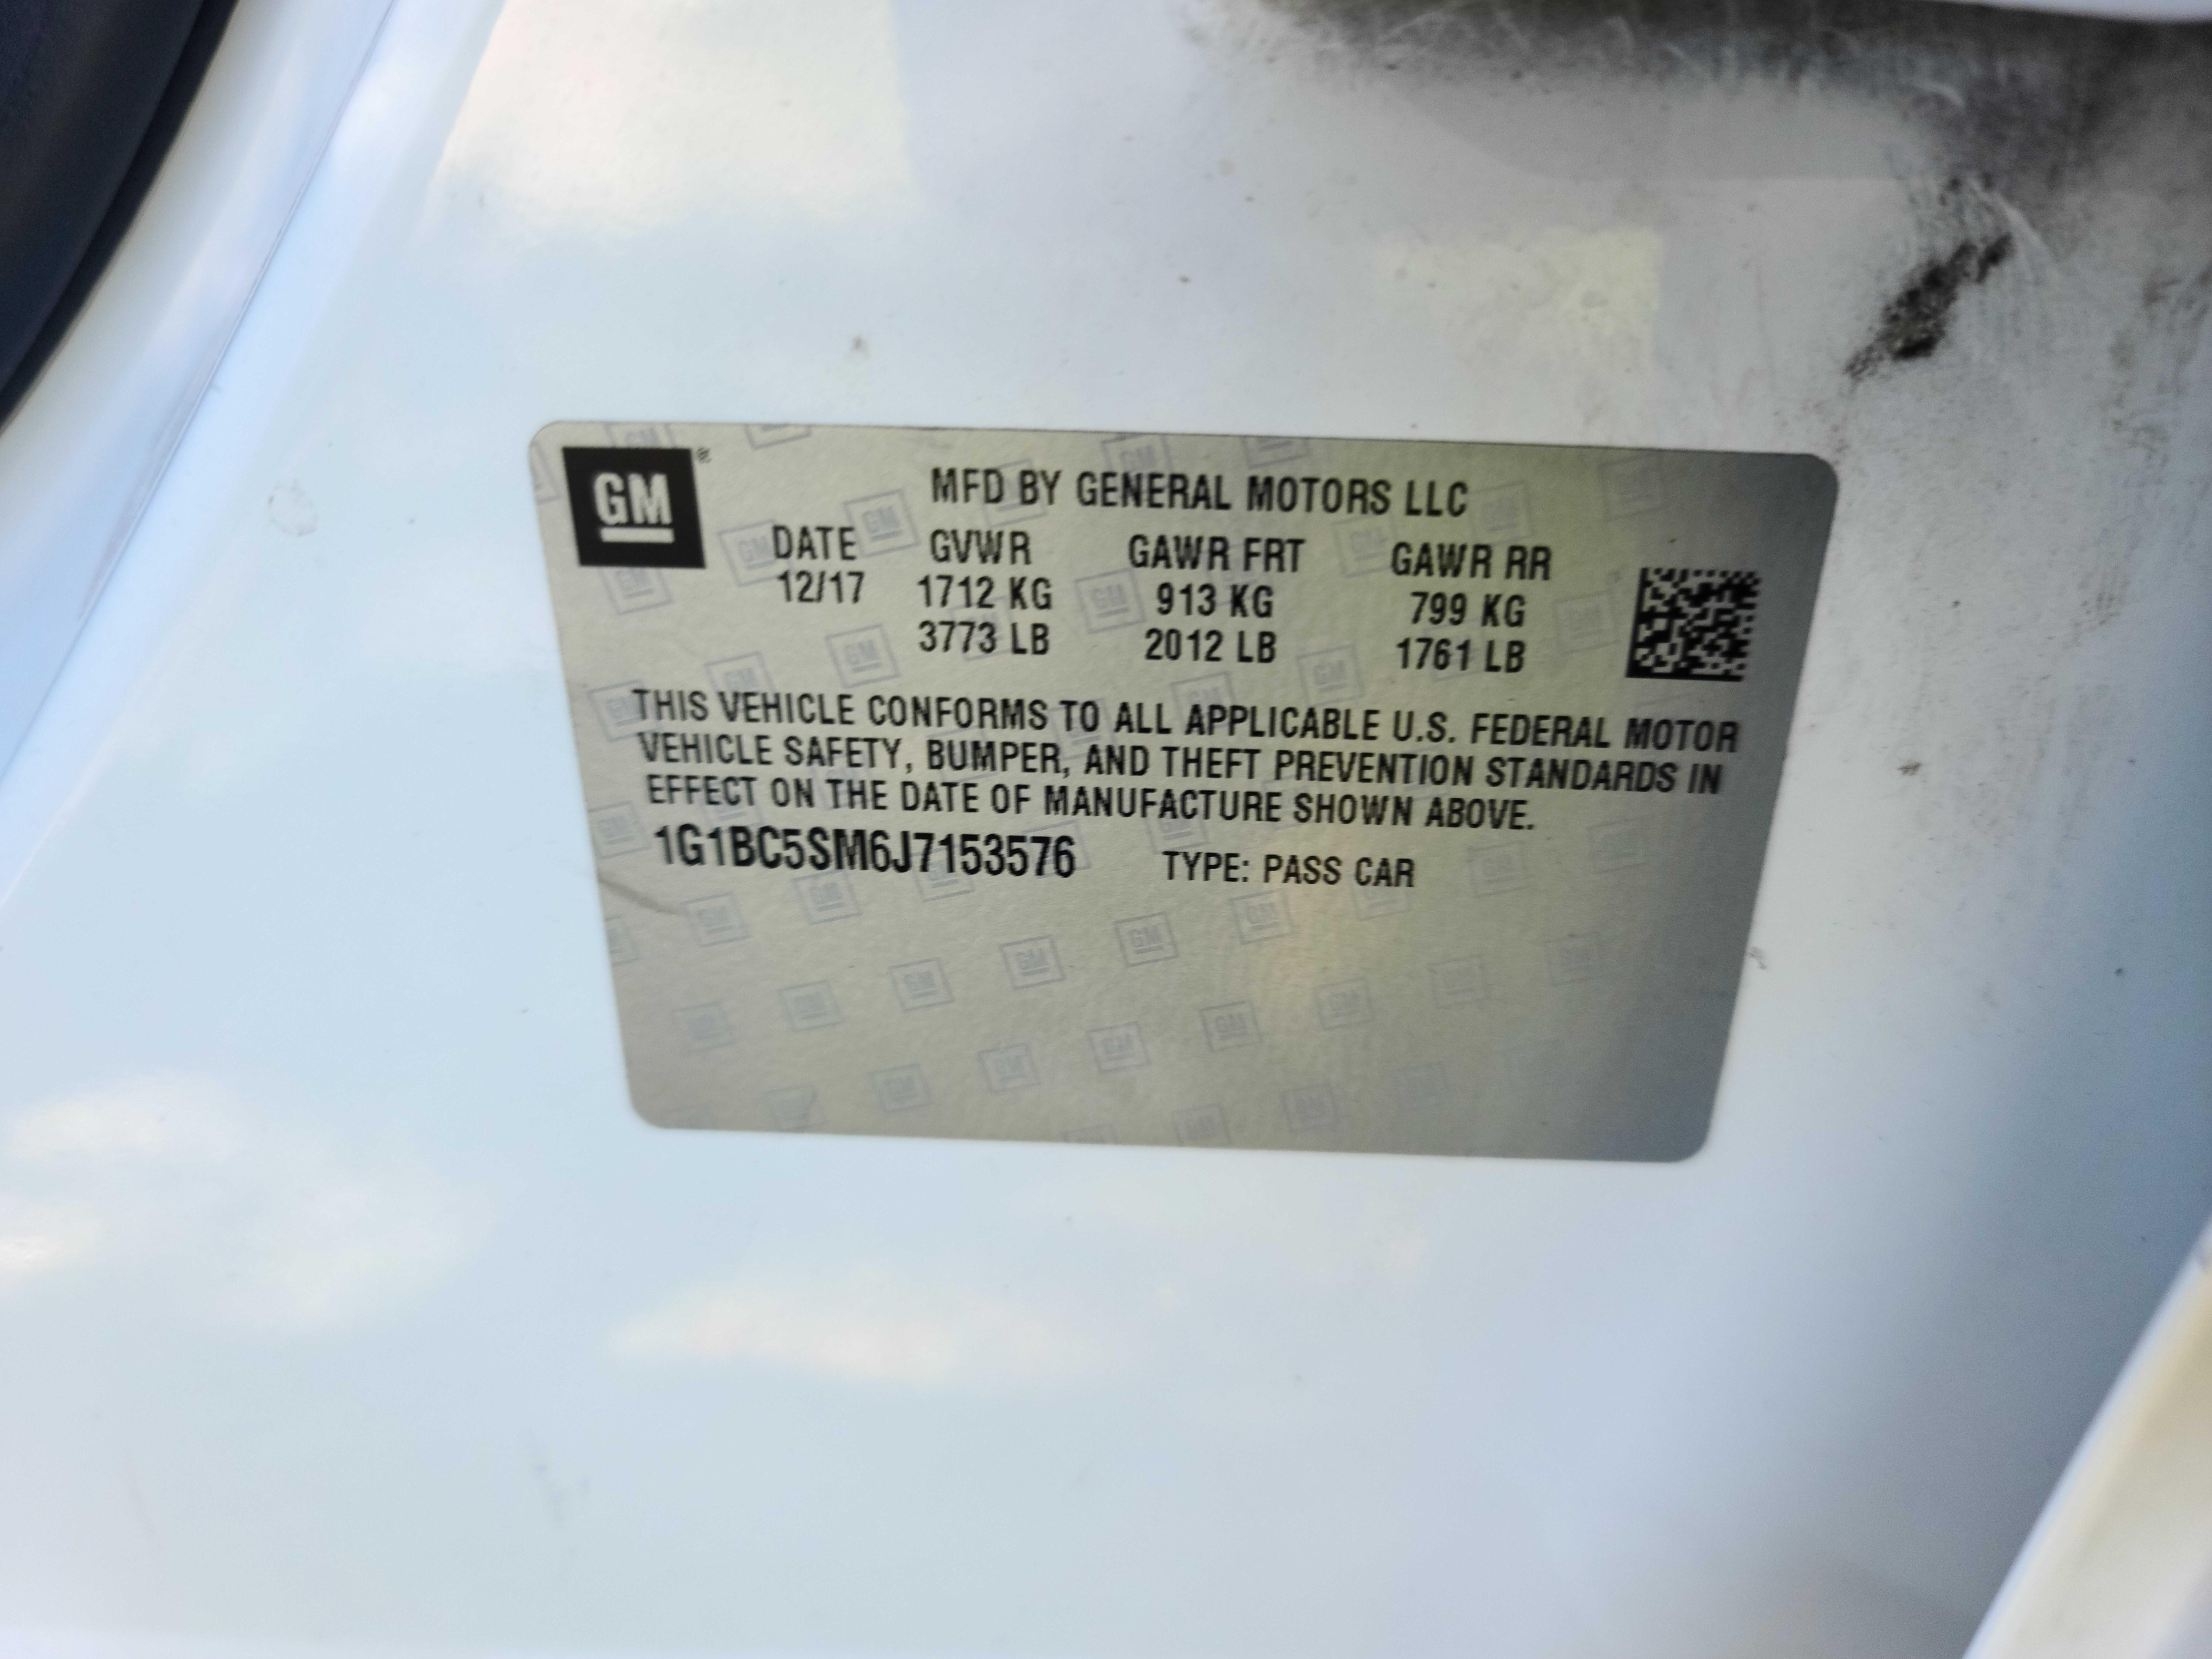 GM®
MFD BY GENERAL MOTORS LLC
DATE GVWR GAWR FRT GAWR RR
12/17 1712 KG 913 KG 799 KG
3773 LB 2012 LB 1761 LB
THIS VEHICLE CONFORMS TO ALL APPLICABLE U.S. FEDERAL MOTOR
VEHICLE SAFETY, BUMPER, AND THEFT PREVENTION STANDARDS IN
EFFECT ON THE DATE OF MANUFACTURE SHOWN ABOVE.
1G1BC5SM6J7153576 TYPE: PASS CAR